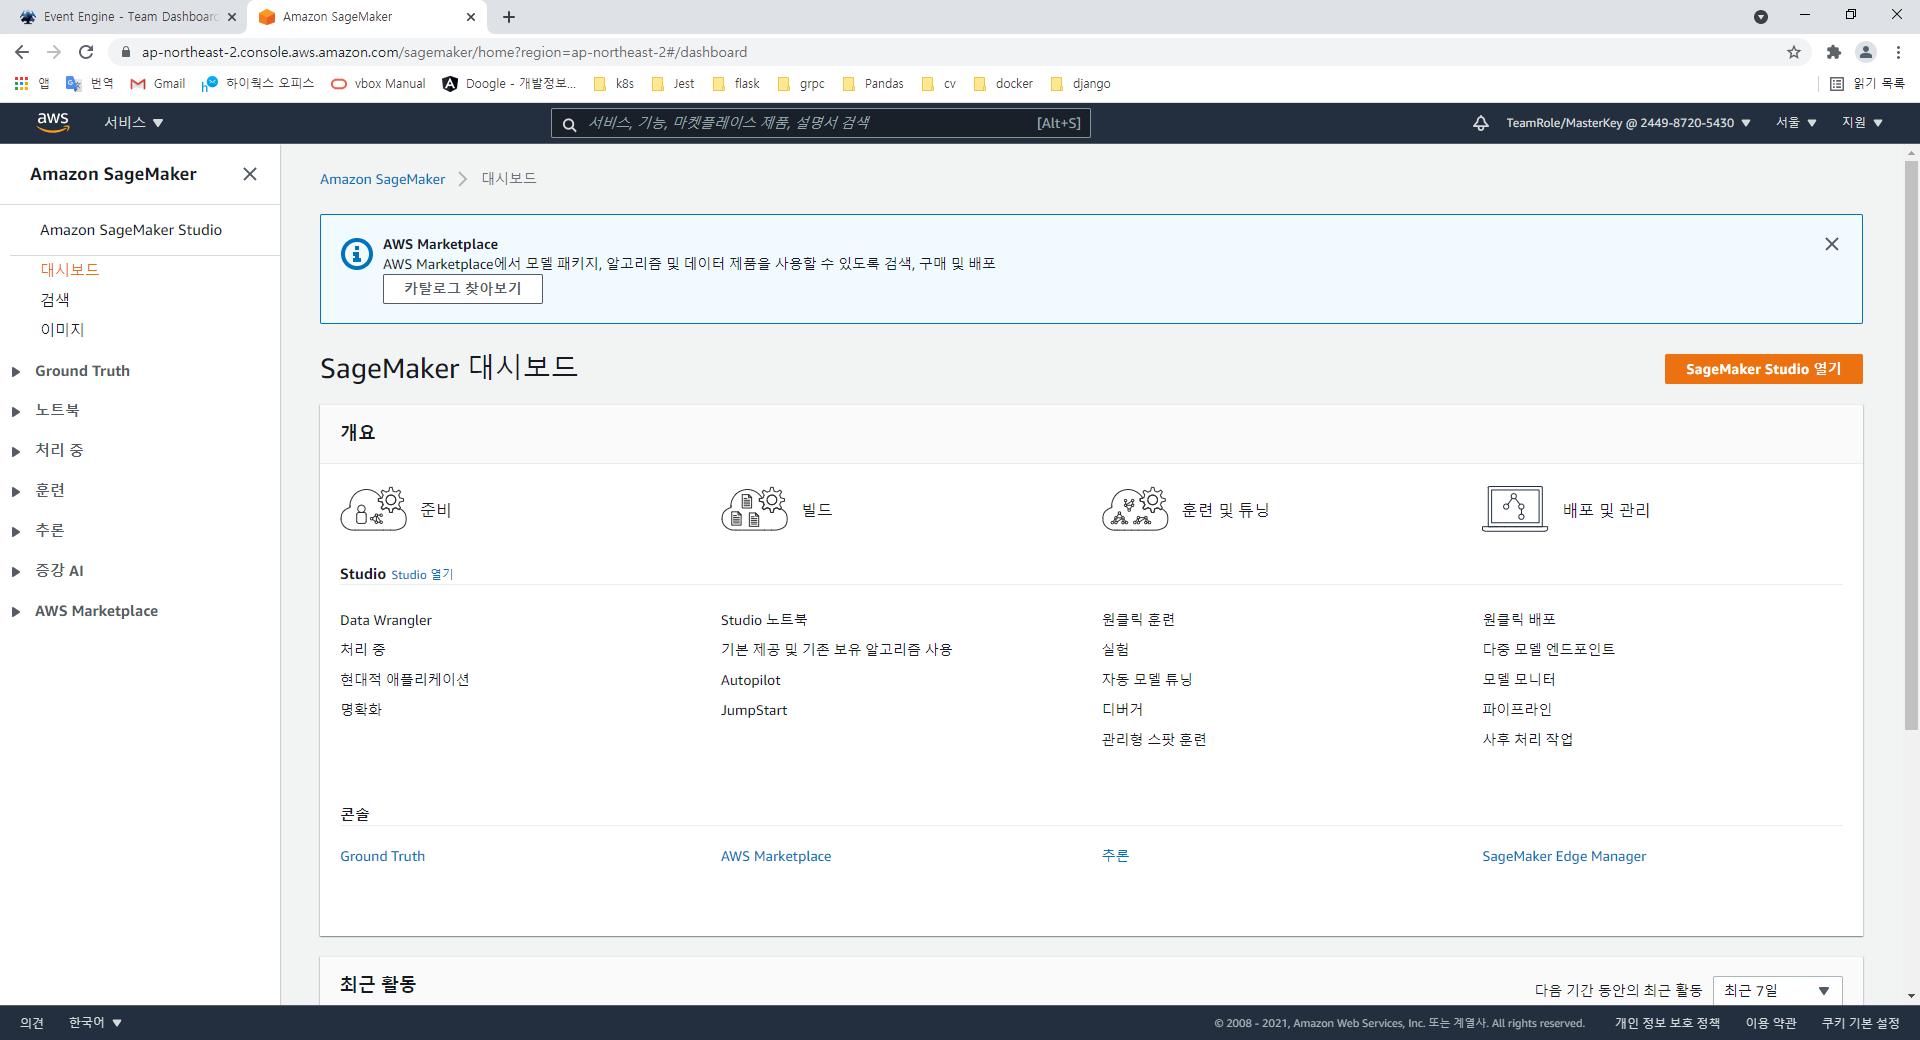 Event Engine - Team Dashboard
Amazon SageMaker
ap-northeast-2.console.aws.amazon.com/sagemaker/home?region=ap-northeast-2#/dashboard
앱 번역 Gmail 하이웍스 오피스 vbox Manual Doogle - 개발정보... k8s Jest flask grpc Pandas cv docker django 읽기 목록
aws 서비스 서비스, 기능, 마켓플레이스 제품, 설명서 검색 [Alt+S] TeamRole/MasterKey @ 2449-8720-5430 서울 지원
Amazon SageMaker
Amazon SageMaker Studio
대시보드
검색
이미지
Ground Truth
노트북
처리 중
훈련
추론
증강 AI
AWS Marketplace
Amazon SageMaker 대시보드
AWS Marketplace
AWS Marketplace에서 모델 패키지, 알고리즘 및 데이터 제품을 사용할 수 있도록 검색, 구매 및 배포
카탈로그 찾아보기
SageMaker 대시보드
SageMaker Studio 열기
개요
준비 빌드 훈련 및 튜닝 배포 및 관리
Studio Studio 열기
Data Wrangler Studio 노트북 원클릭 훈련 원클릭 배포
처리 중 기본 제공 및 기존 보유 알고리즘 사용 실험 다중 모델 엔드포인트
현대적 애플리케이션 Autopilot 자동 모델 튜닝 모델 모니터
명확화 JumpStart 디버거 파이프라인
관리형 스팟 훈련 사후 처리 작업
콘솔
Ground Truth AWS Marketplace 추론 SageMaker Edge Manager
최근 활동
다음 기간 동안의 최근 활동 최근 7일
의견 한국어 © 2008 - 2021, Amazon Web Services, Inc. 또는 계열사. All rights reserved. 개인 정보 보호 정책 이용 약관 쿠키 기본 설정